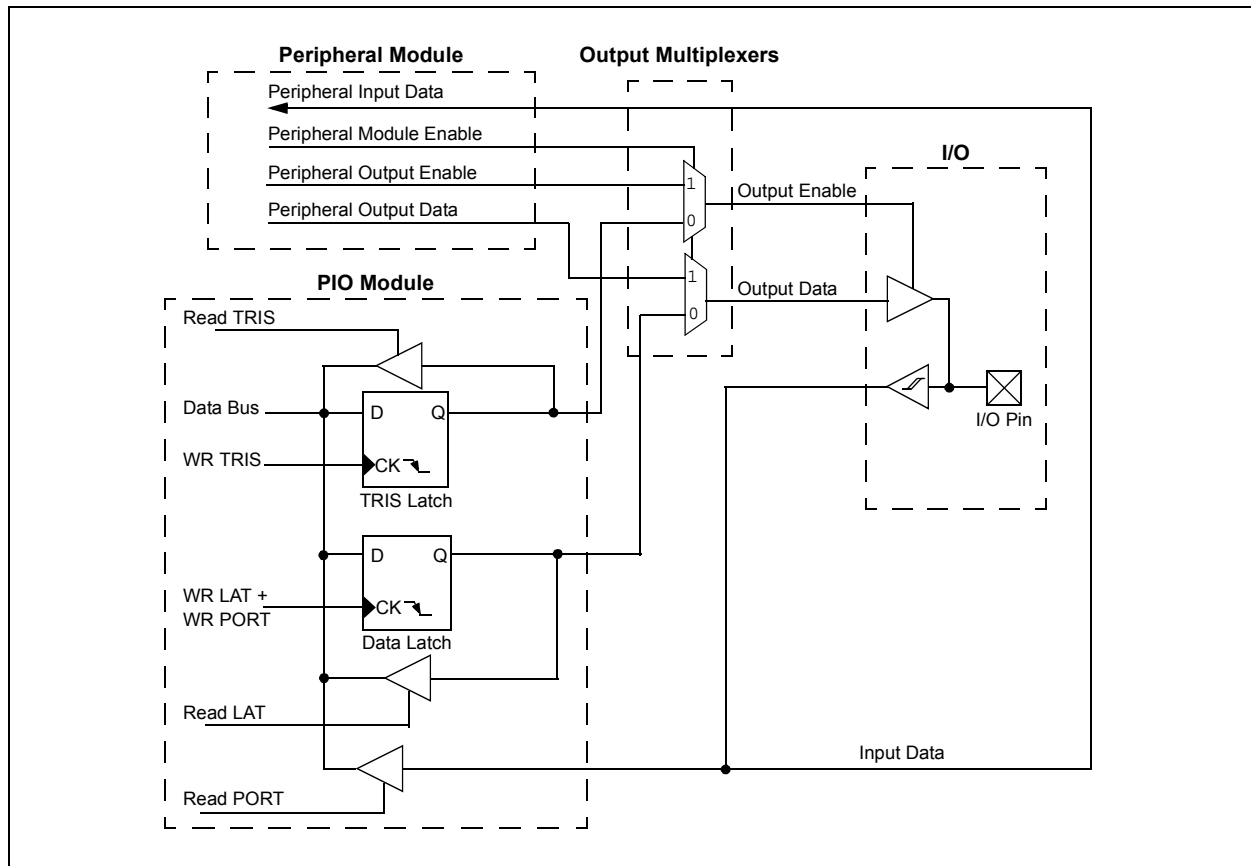 Peripheral Module
Output Multiplexers
Peripheral Input Data
Peripheral Module Enable
Peripheral Output Enable
Peripheral Output Data
1
0
1
0
Output Enable
Output Data
I/O
I/O Pin
PIO Module
Read TRIS
Data Bus
D
Q
WR TRIS
CK
TRIS Latch
D
Q
WR LAT +
WR PORT
CK
Data Latch
Read LAT
Input Data
Read PORT